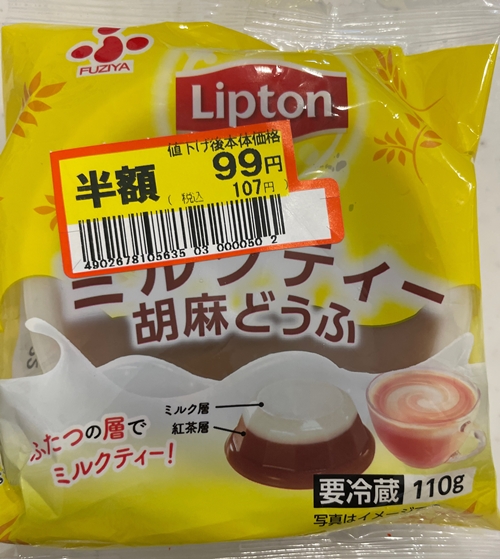 FUZIYA
Lipton
値下げ後本体価格
半額 99円
(税込 107円)
4902678105635 03 000050 2
ミルクティー
胡麻どうふ
ミルク層
紅茶層
ふたつの層で
ミルクティー!
要冷蔵 110g
写真はイメージ